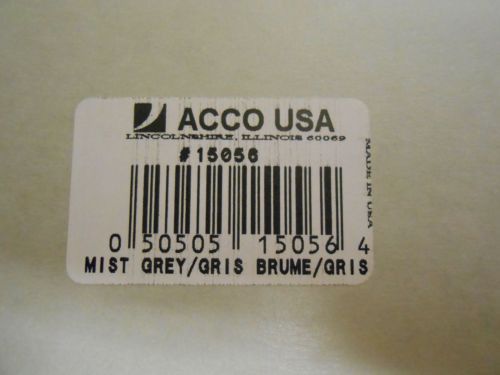 ACCO USA
LINCOLNSHIRE, ILLINOIS 60069
#15056
MADE IN USA
0 50505 15056 4
MIST GREY/GRIS BRUME/GRIS